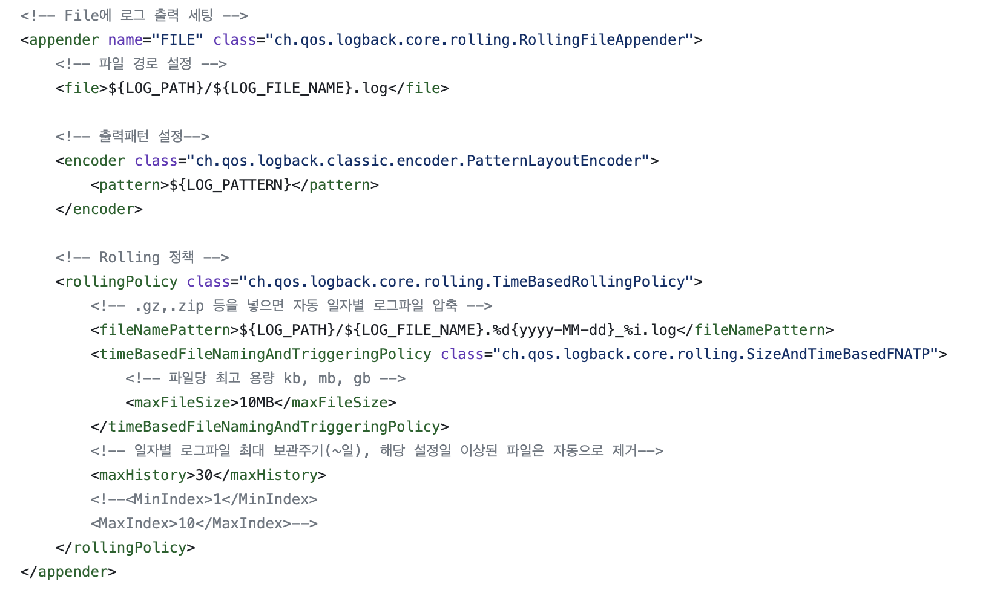 <!-- File에 로그 출력 세팅 -->
<appender name="FILE" class="ch.qos.logback.core.rolling.RollingFileAppender">
    <!-- 파일 경로 설정 -->
    <file>${LOG_PATH}/${LOG_FILE_NAME}.log</file>

    <!-- 출력패턴 설정-->
    <encoder class="ch.qos.logback.classic.encoder.PatternLayoutEncoder">
        <pattern>${LOG_PATTERN}</pattern>
    </encoder>

    <!-- Rolling 정책 -->
    <rollingPolicy class="ch.qos.logback.core.rolling.TimeBasedRollingPolicy">
        <!-- .gz,.zip 등을 넣으면 자동 일자별 로그파일 압축 -->
        <fileNamePattern>${LOG_PATH}/${LOG_FILE_NAME}.%d{yyyy-MM-dd}_%i.log</fileNamePattern>
        <timeBasedFileNamingAndTriggeringPolicy class="ch.qos.logback.core.rolling.SizeAndTimeBasedFNATP">
            <!-- 파일당 최고 용량 kb, mb, gb -->
            <maxFileSize>10MB</maxFileSize>
        </timeBasedFileNamingAndTriggeringPolicy>
        <!-- 일자별 로그파일 최대 보관주기(~일), 해당 설정일 이상된 파일은 자동으로 제거-->
        <maxHistory>30</maxHistory>
        <!--<MinIndex>1</MinIndex>
        <MaxIndex>10</MaxIndex>-->
    </rollingPolicy>
</appender>